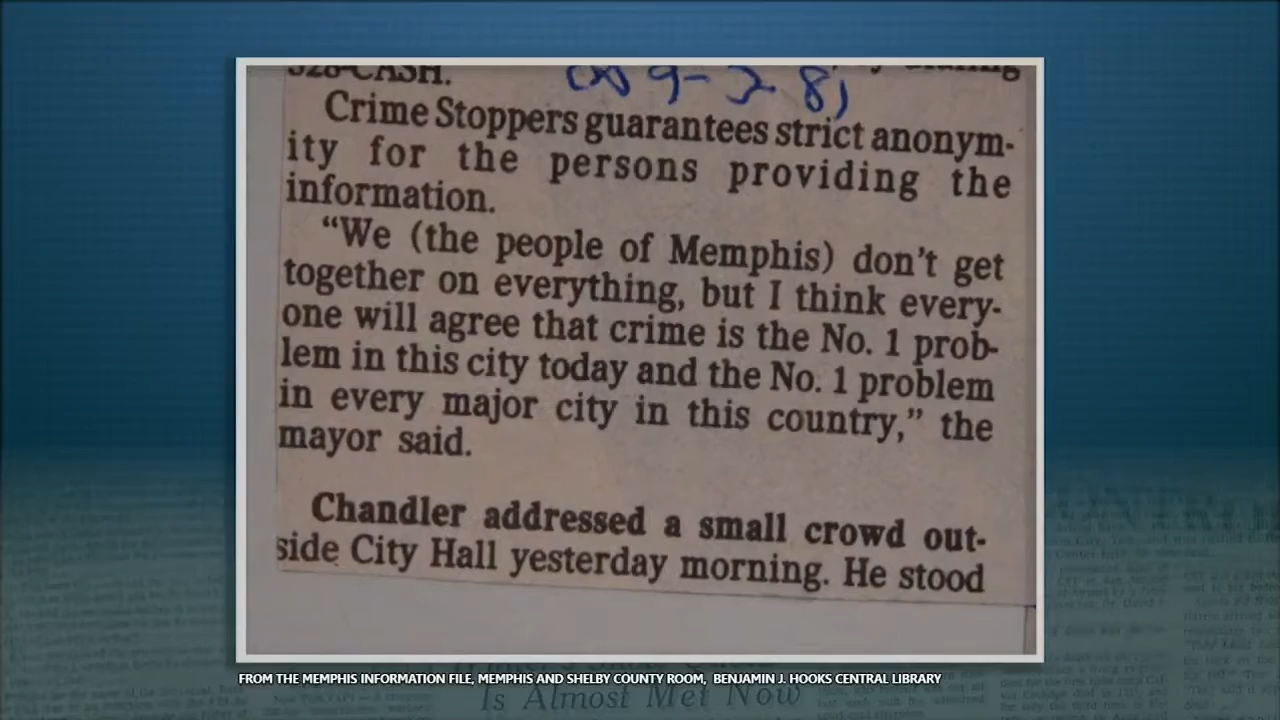 528-CASH.
9-2-81
Crime Stoppers guarantees strict anonym-
ity for the persons providing the
information.
“We (the people of Memphis) don’t get
together on everything, but I think every-
one will agree that crime is the No. 1 prob-
lem in this city today and the No. 1 problem
in every major city in this country,” the
mayor said.
Chandler addressed a small crowd out-
side City Hall yesterday morning. He stood
FROM THE MEMPHIS INFORMATION FILE, MEMPHIS AND SHELBY COUNTY ROOM, BENJAMIN J. HOOKS CENTRAL LIBRARY
Is Almost Met Now